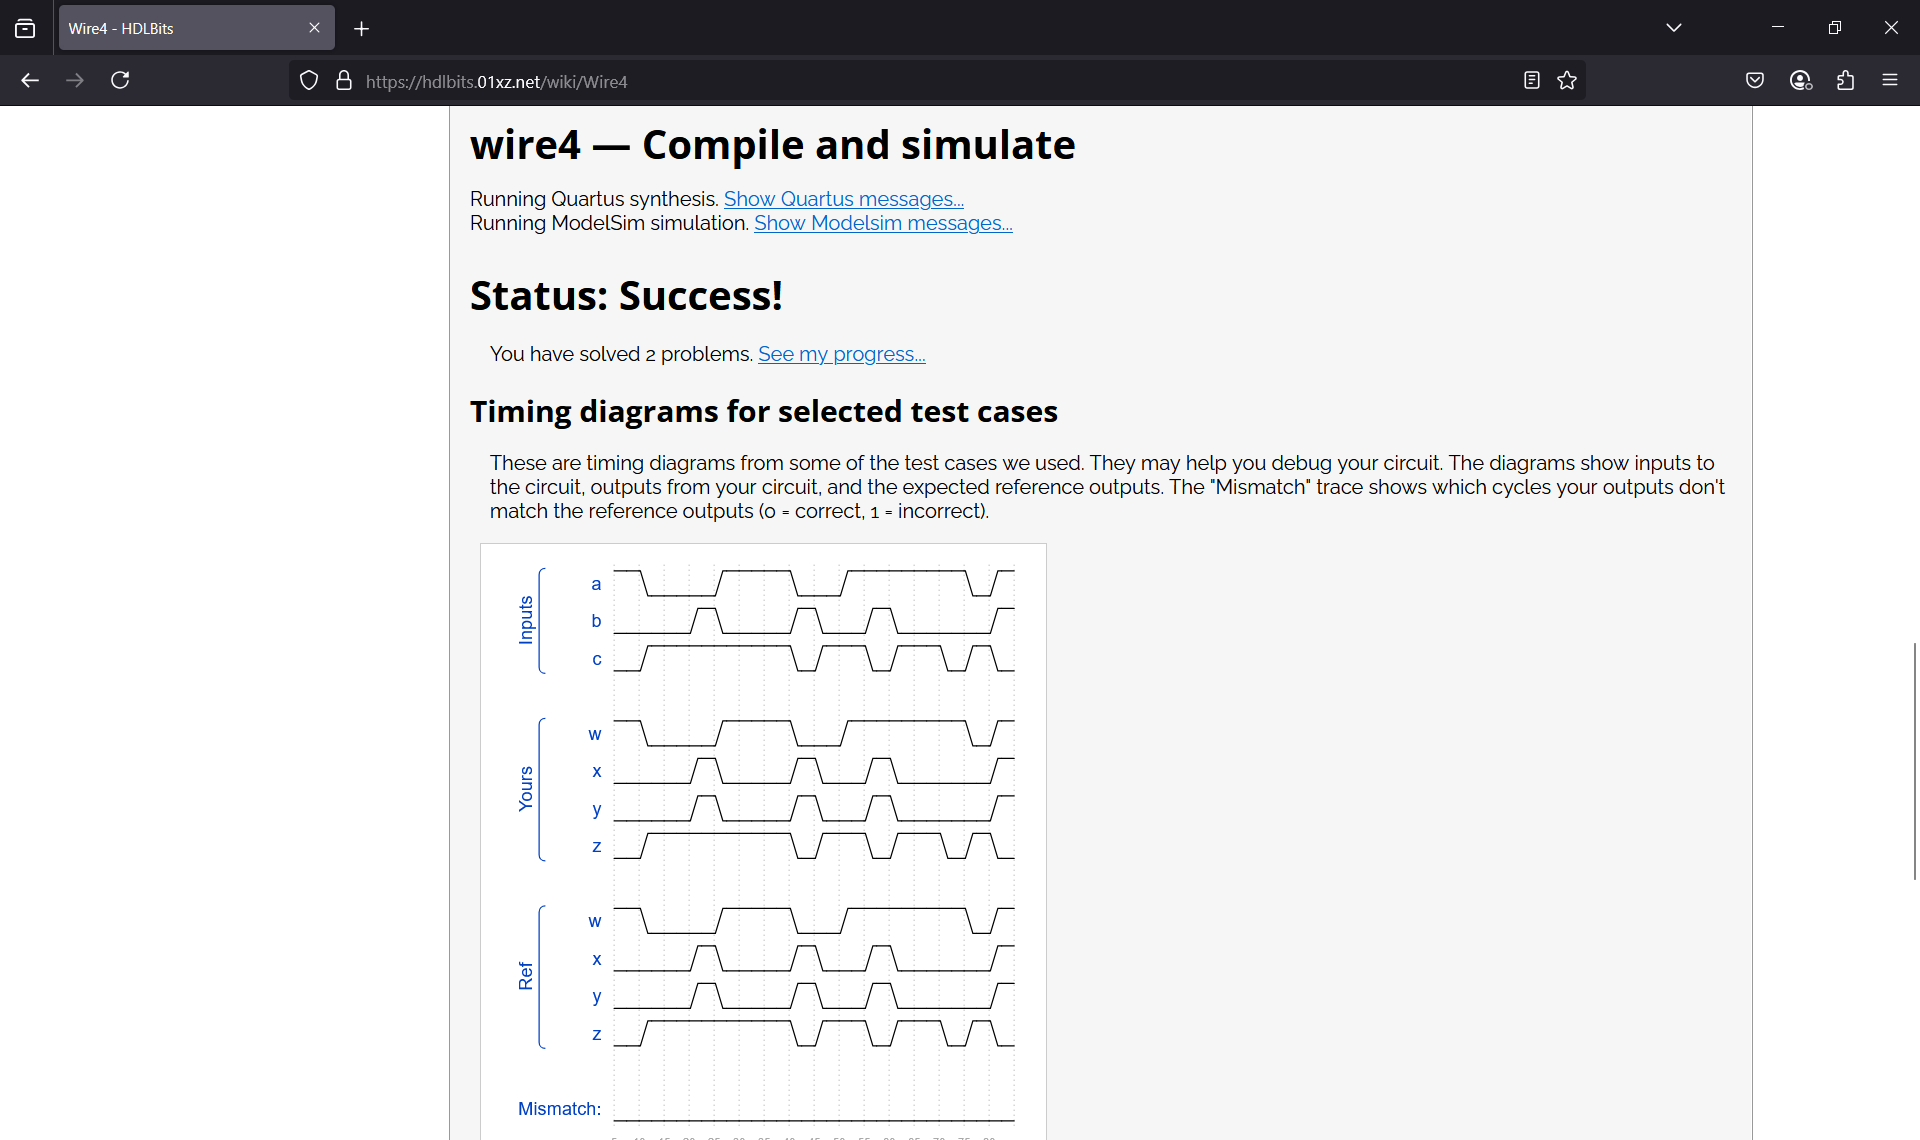 Wire4 - HDLBits
https://hdlbits.01xz.net/wiki/Wire4
wire4 — Compile and simulate
Running Quartus synthesis. Show Quartus messages...
Running ModelSim simulation. Show Modelsim messages...
Status: Success!
You have solved 2 problems. See my progress...
Timing diagrams for selected test cases
These are timing diagrams from some of the test cases we used. They may help you debug your circuit. The diagrams show inputs to
the circuit, outputs from your circuit, and the expected reference outputs. The "Mismatch" trace shows which cycles your outputs don't
match the reference outputs (0 = correct, 1 = incorrect).
Inputs
a
b
c
Yours
w
x
y
z
Ref
w
x
y
z
Mismatch: